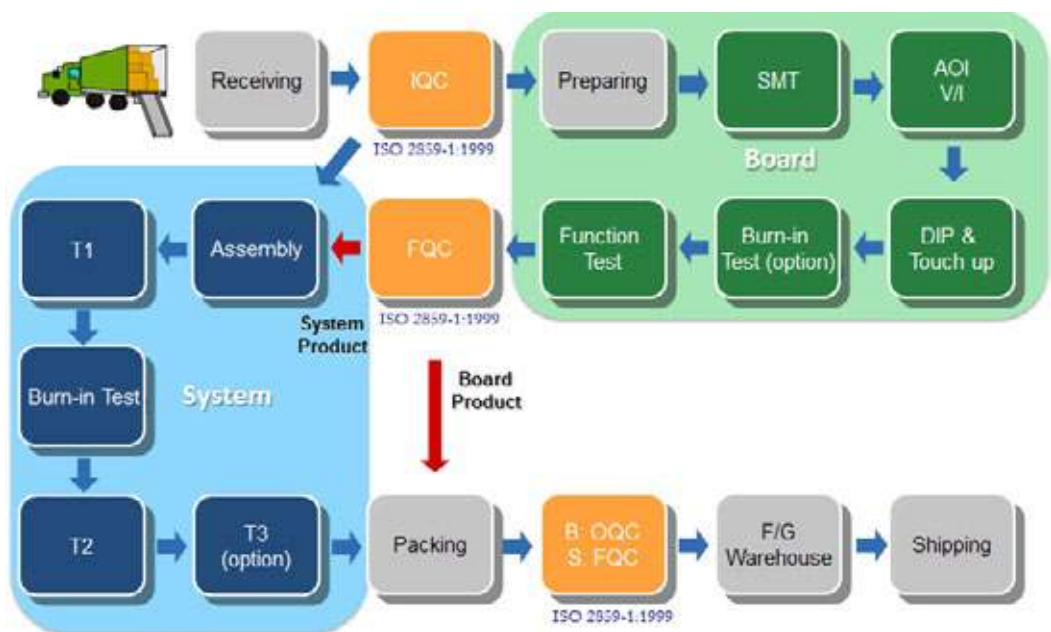 Receiving
IQC
ISO 2859-1:1999
Preparing
SMT
AOI
V/I
Board
T1
Assembly
FQC
ISO 2859-1:1999
Function
Test
Burn-in
Test (option)
DIP &
Touch up
System
Product
Burn-in Test
System
Board
Product
T2
T3
(option)
Packing
B: OQC
S: FQC
ISO 2859-1:1999
F/G
Warehouse
Shipping